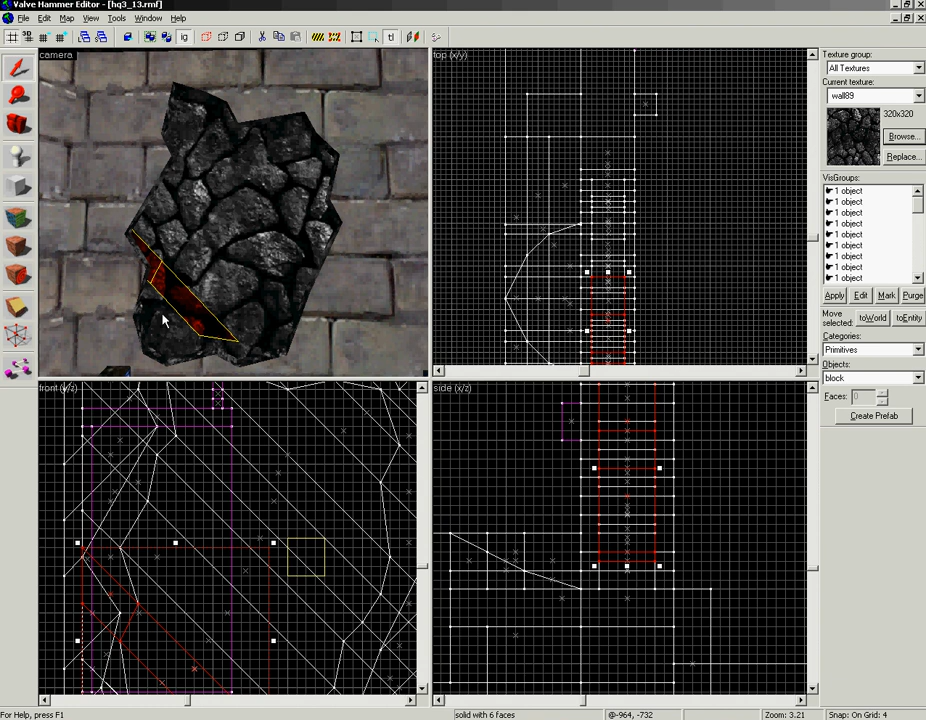 Valve Hammer Editor - [hq3_13.rmf]
File Edit Map View Tools Window Help
3D
ig
tl
camera
top (x/y)
front (y/z)
side (x/z)
Texture group:
All Textures
Current texture:
wall89
320x320
Browse...
Replace...
VisGroups:
1 object
1 object
1 object
1 object
1 object
1 object
1 object
1 object
1 object
Apply Edit Mark Purge
Move selected:
toWorld
toEntity
Categories:
Primitives
Objects:
block
Faces: 0
Create Prefab
For Help, press F1
solid with 6 faces
@-964, -732
Zoom: 3.21
Snap: On Grid: 4